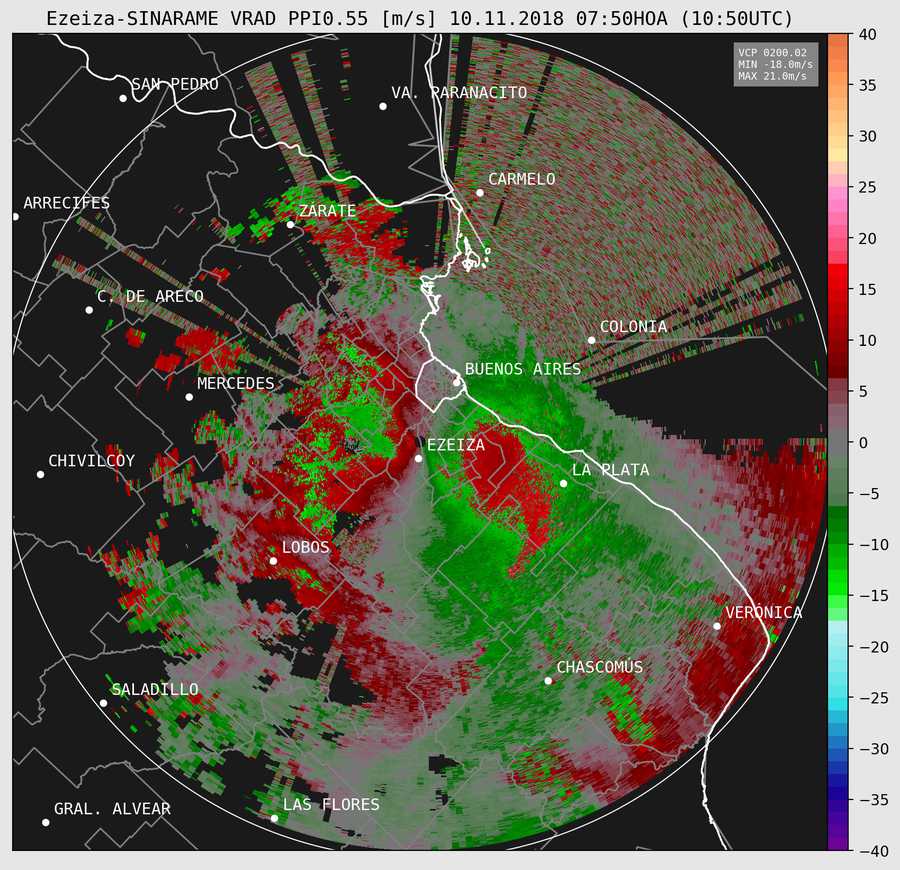 Ezeiza-SINARAME VRAD PPI0.55 [m/s] 10.11.2018 07:50HOA (10:50UTC)
VCP 0200.02
MIN -18.0m/s
MAX 21.0m/s
SAN PEDRO
VA. PARANACITO
CARMELO
ARRECIFES
ZÁRATE
C. DE ARECO
COLONIA
MERCEDES
BUENOS AIRES
EZEIZA
CHIVILCOY
LA PLATA
LOBOS
VERÓNICA
CHASCOMÚS
SALADILLO
LAS FLORES
GRAL. ALVEAR
40
35
30
25
20
15
10
5
0
−5
−10
−15
−20
−25
−30
−35
−40